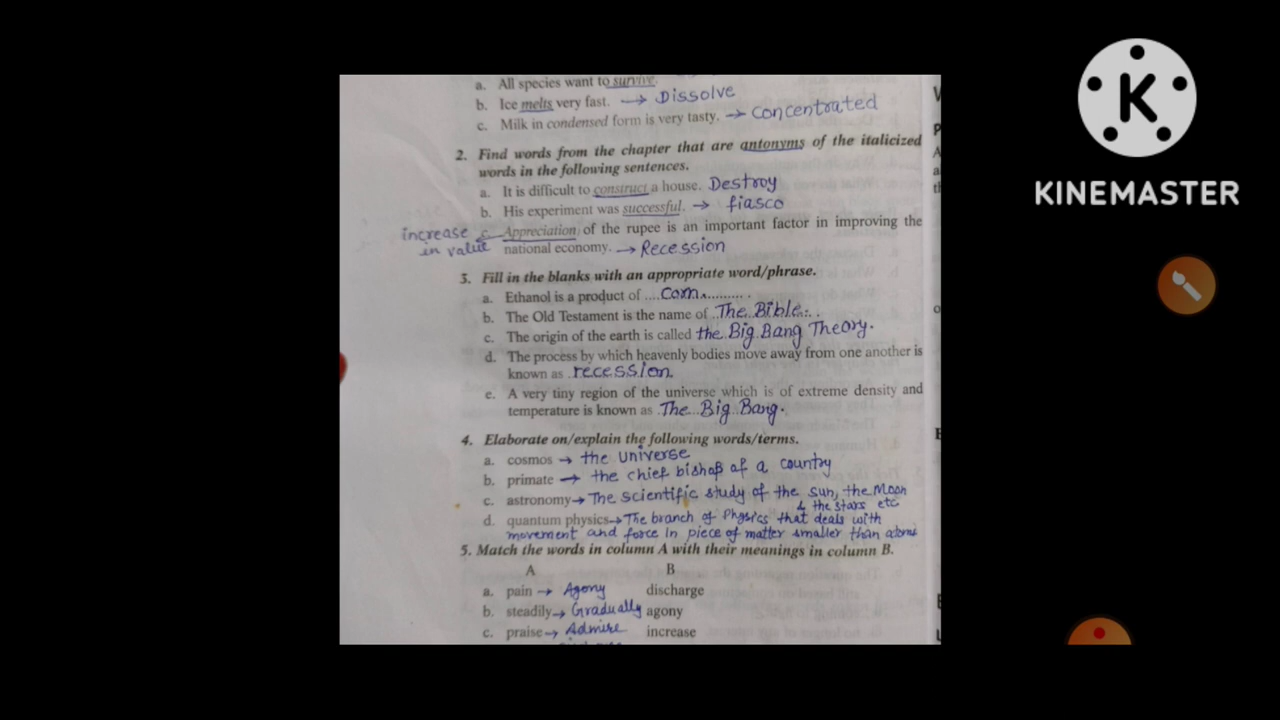 a. All species want to survive.
b. Ice melts very fast. → Dissolve
c. Milk in condensed form is very tasty. → Concentrated
2. Find words from the chapter that are antonyms of the italicized
words in the following sentences.
a. It is difficult to construct a house. Destroy
b. His experiment was successful. → fiasco
increase c. Appreciation of the rupee is an important factor in improving the
in value national economy. → Recession
3. Fill in the blanks with an appropriate word/phrase.
a. Ethanol is a product of ....corn........... .
b. The Old Testament is the name of ..The..Bible... .
c. The origin of the earth is called the Big Bang Theory.
d. The process by which heavenly bodies move away from one another is
known as .recession.
e. A very tiny region of the universe which is of extreme density and
temperature is known as .The...Big..Bang.
4. Elaborate on/explain the following words/terms.
a. cosmos → the universe
b. primate → the chief bishop of a country
c. astronomy → The scientific study of the sun, the Moon
& the stars etc
d. quantum physics → The branch of Physics that deals with
movement and force In piece of matter smaller than atoms
5. Match the words in column A with their meanings in column B.
A B
a. pain → Agony discharge
b. steadily → Gradually agony
c. praise → Admire increase
KINEMASTER